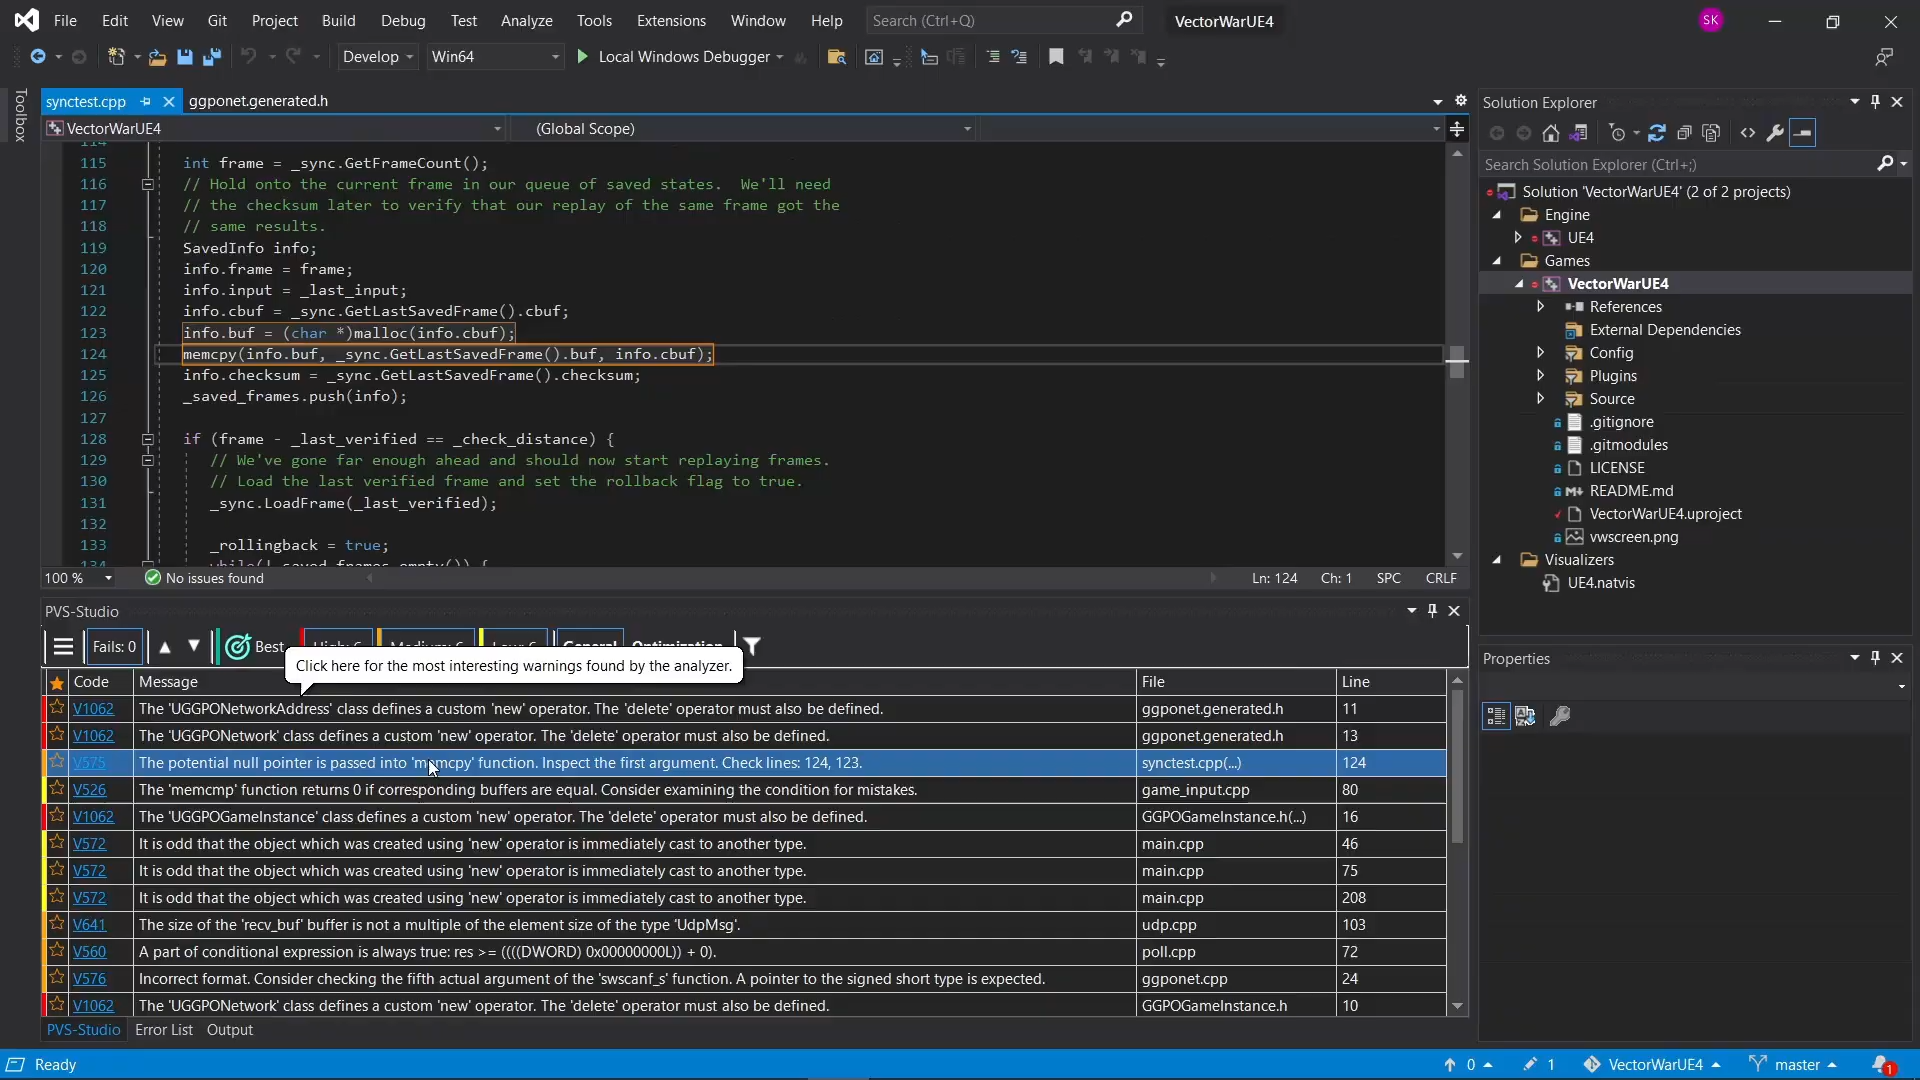 File Edit View Git Project Build Debug Test Analyze Tools Extensions Window Help Search (Ctrl+Q) VectorWarUE4 SK
Develop Win64 Local Windows Debugger
Toolbox
synctest.cpp ggponet.generated.h
VectorWarUE4 (Global Scope)
114
115 int frame = _sync.GetFrameCount();
116 // Hold onto the current frame in our queue of saved states.  We'll need
117 // the checksum later to verify that our replay of the same frame got the
118 // same results.
119 SavedInfo info;
120 info.frame = frame;
121 info.input = _last_input;
122 info.cbuf = _sync.GetLastSavedFrame().cbuf;
123 info.buf = (char *)malloc(info.cbuf);
124 memcpy(info.buf, _sync.GetLastSavedFrame().buf, info.cbuf);
125 info.checksum = _sync.GetLastSavedFrame().checksum;
126 _saved_frames.push(info);
127
128 if (frame - _last_verified == _check_distance) {
129 // We've gone far enough ahead and should now start replaying frames.
130 // Load the last verified frame and set the rollback flag to true.
131 _sync.LoadFrame(_last_verified);
132
133 _rollingback = true;
134 while(!_saved_frames.empty()) {
100 % No issues found Ln: 124 Ch: 1 SPC CRLF
PVS-Studio
Fails: 0 Best High: 6 Medium: 6 Low: 6 General Optimization
Click here for the most interesting warnings found by the analyzer.
Code Message File Line
V1062 The 'UGGPONetworkAddress' class defines a custom 'new' operator. The 'delete' operator must also be defined. ggponet.generated.h 11
V1062 The 'UGGPONetwork' class defines a custom 'new' operator. The 'delete' operator must also be defined. ggponet.generated.h 13
V575 The potential null pointer is passed into 'memcpy' function. Inspect the first argument. Check lines: 124, 123. synctest.cpp(...) 124
V526 The 'memcmp' function returns 0 if corresponding buffers are equal. Consider examining the condition for mistakes. game_input.cpp 80
V1062 The 'UGGPOGameInstance' class defines a custom 'new' operator. The 'delete' operator must also be defined. GGPOGameInstance.h(...) 16
V572 It is odd that the object which was created using 'new' operator is immediately cast to another type. main.cpp 46
V572 It is odd that the object which was created using 'new' operator is immediately cast to another type. main.cpp 75
V572 It is odd that the object which was created using 'new' operator is immediately cast to another type. main.cpp 208
V641 The size of the 'recv_buf' buffer is not a multiple of the element size of the type 'UdpMsg'. udp.cpp 103
V560 A part of conditional expression is always true: res >= ((((DWORD) 0x00000000L)) + 0). poll.cpp 72
V576 Incorrect format. Consider checking the fifth actual argument of the 'swscanf_s' function. A pointer to the signed short type is expected. ggponet.cpp 24
V1062 The 'UGGPONetwork' class defines a custom 'new' operator. The 'delete' operator must also be defined. GGPOGameInstance.h 10
PVS-Studio Error List Output
Solution Explorer
Search Solution Explorer (Ctrl+;)
Solution 'VectorWarUE4' (2 of 2 projects)
Engine
UE4
Games
VectorWarUE4
References
External Dependencies
Config
Plugins
Source
.gitignore
.gitmodules
LICENSE
M README.md
VectorWarUE4.uproject
vwscreen.png
Visualizers
UE4.natvis
Properties
Ready 0 1 VectorWarUE4 master 1